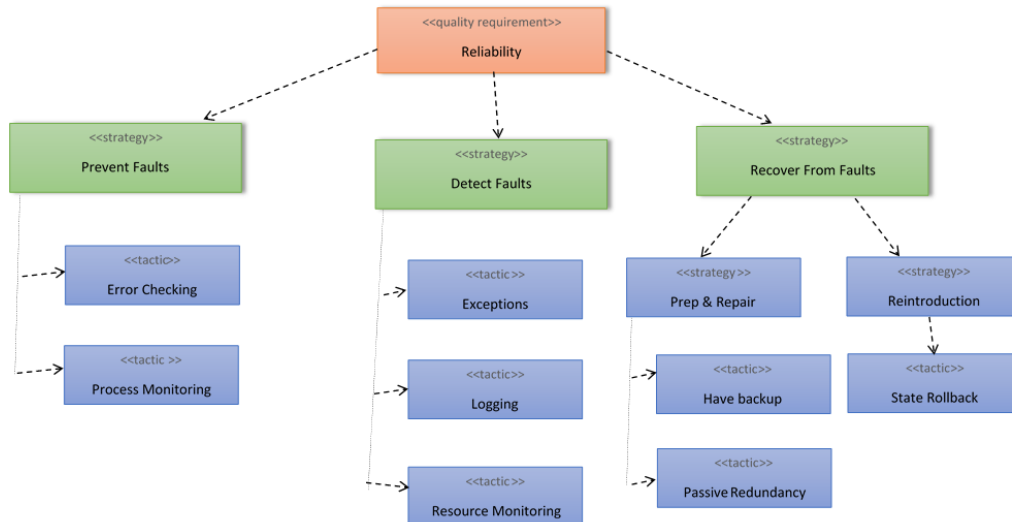 <<quality requirement>>
Reliability
<<strategy>>
Prevent Faults
<<strategy>>
Detect Faults
<<strategy>>
Recover From Faults
<<tactic>>
Error Checking
<<tactic >>
Process Monitoring
<<tactic>>
Exceptions
<<tactic>>
Logging
<<tactic>>
Resource Monitoring
<<strategy>>
Prep & Repair
<<tactic>>
Have backup
<<tactic>>
Passive Redundancy
<<strategy>>
Reintroduction
<<tactic>>
State Rollback